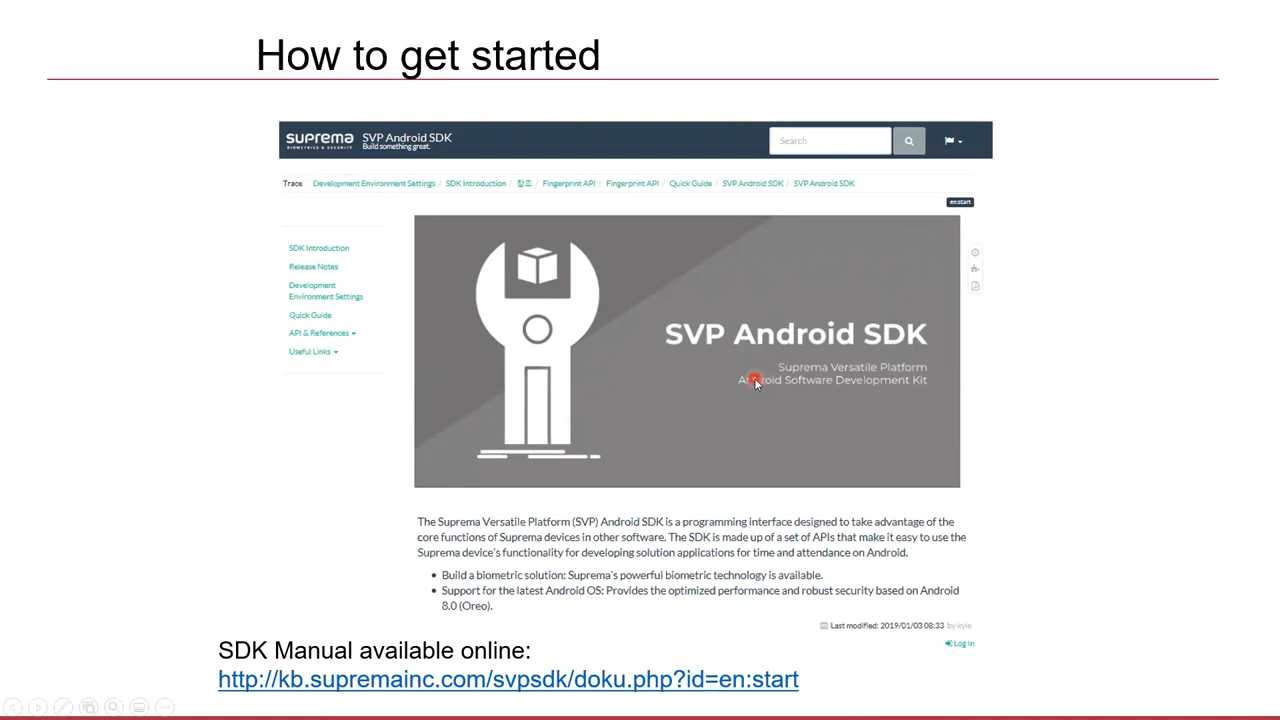 How to get started
suprema
BIOMETRICS & SECURITY
SVP Android SDK
Build something great.
Search
Trace Development Environment Settings / SDK Introduction / 참조 / Fingerprint API / Fingerprint API / Quick Guide / SVP Android SDK / SVP Android SDK
en:start
SDK Introduction
Release Notes
Development
Environment Settings
Quick Guide
API & References
Useful Links
SVP Android SDK
Suprema Versatile Platform
Android Software Development Kit
The Suprema Versatile Platform (SVP) Android SDK is a programming interface designed to take advantage of the
core functions of Suprema devices in other software. The SDK is made up of a set of APIs that make it easy to use the
Suprema device's functionality for developing solution applications for time and attendance on Android.
• Build a biometric solution: Suprema's powerful biometric technology is available.
• Support for the latest Android OS: Provides the optimized performance and robust security based on Android
8.0 (Oreo).
Last modified: 2019/01/03 08:33 by kyle
Log In
SDK Manual available online:
http://kb.supremainc.com/svpsdk/doku.php?id=en:start